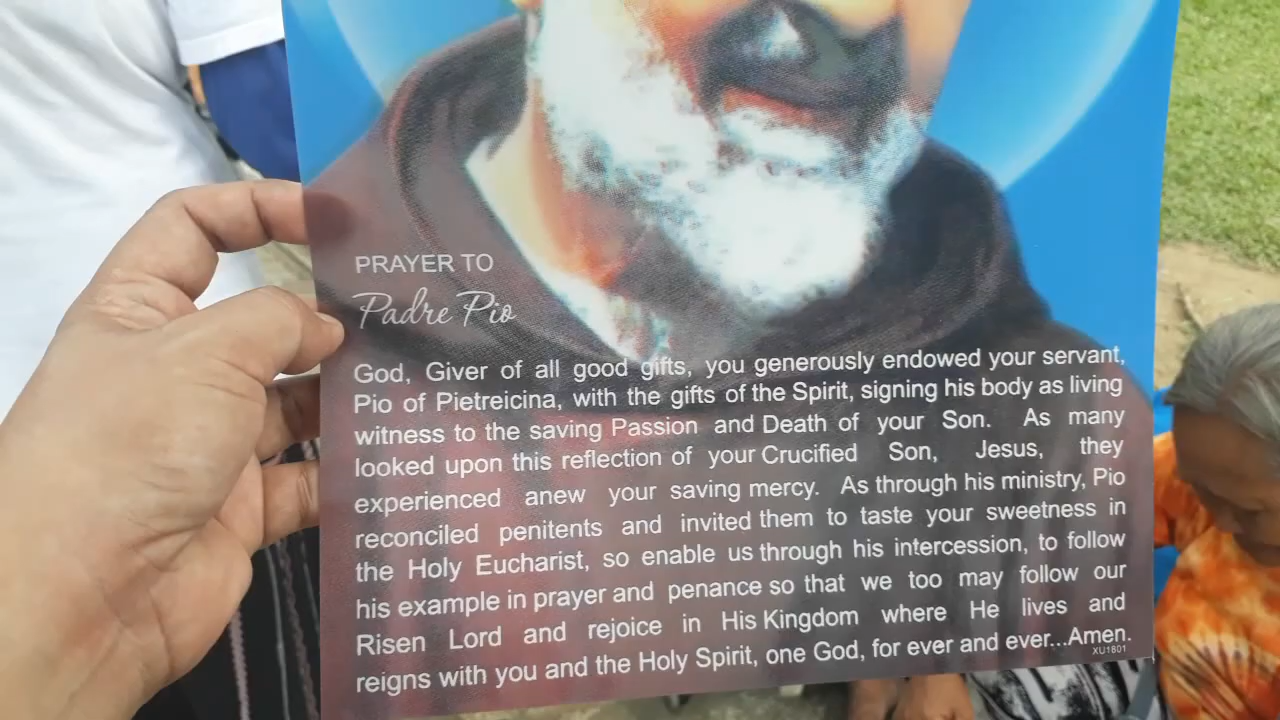 PRAYER TO
Padre Pio
God, Giver of all good gifts, you generously endowed your servant,
Pio of Pietreicina, with the gifts of the Spirit, signing his body as living
witness to the saving Passion and Death of your Son. As many
looked upon this reflection of your Crucified Son, Jesus, they
experienced anew your saving mercy. As through his ministry, Pio
reconciled penitents and invited them to taste your sweetness in
the Holy Eucharist, so enable us through his intercession, to follow
his example in prayer and penance so that we too may follow our
Risen Lord and rejoice in His Kingdom where He lives and
reigns with you and the Holy Spirit, one God, for ever and ever...Amen.
XU1801